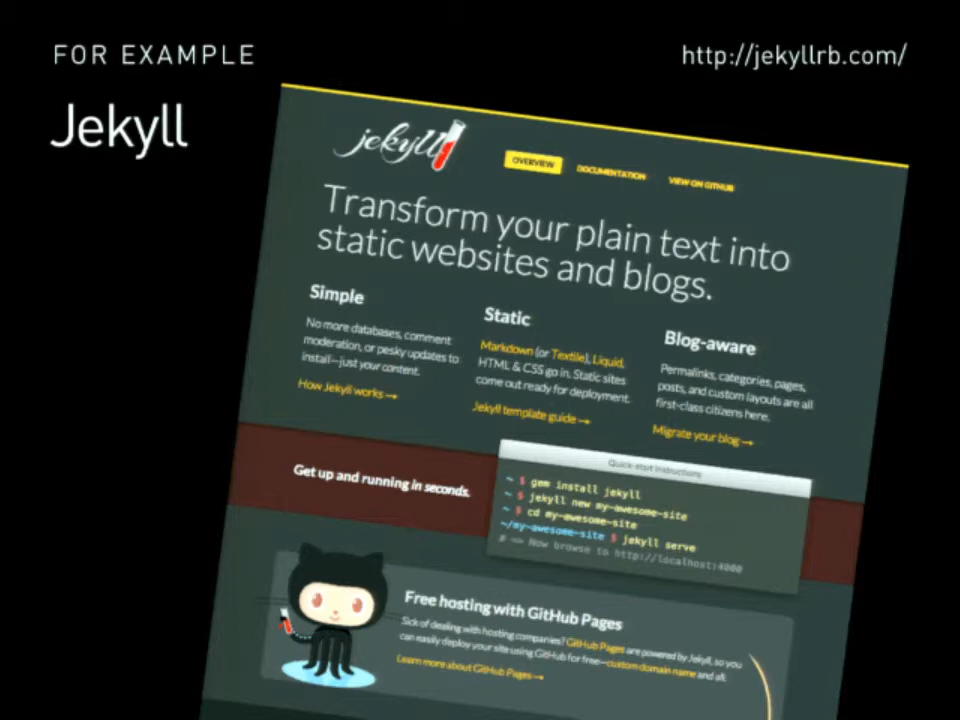 FOR EXAMPLE
http://jekyllrb.com/
Jekyll
jekyll
OVERVIEW
DOCUMENTATION
VIEW ON GITHUB
Transform your plain text into
static websites and blogs.
Simple
No more databases, comment
moderation, or pesky updates to
install—just your content.
How Jekyll works →
Static
Markdown (or Textile), Liquid,
HTML & CSS go in. Static sites
come out ready for deployment.
Jekyll template guide →
Blog-aware
Permalinks, categories, pages,
posts, and custom layouts are all
first-class citizens here.
Migrate your blog →
Get up and running in seconds.
Quick-start Instructions
~ $ gem install jekyll
~ $ jekyll new my-awesome-site
~ $ cd my-awesome-site
~/my-awesome-site $ jekyll serve
# => Now browse to http://localhost:4000
Free hosting with GitHub Pages
Sick of dealing with hosting companies? GitHub Pages are powered by Jekyll, so you
can easily deploy your site using GitHub for free—custom domain name and all.
Learn more about GitHub Pages →